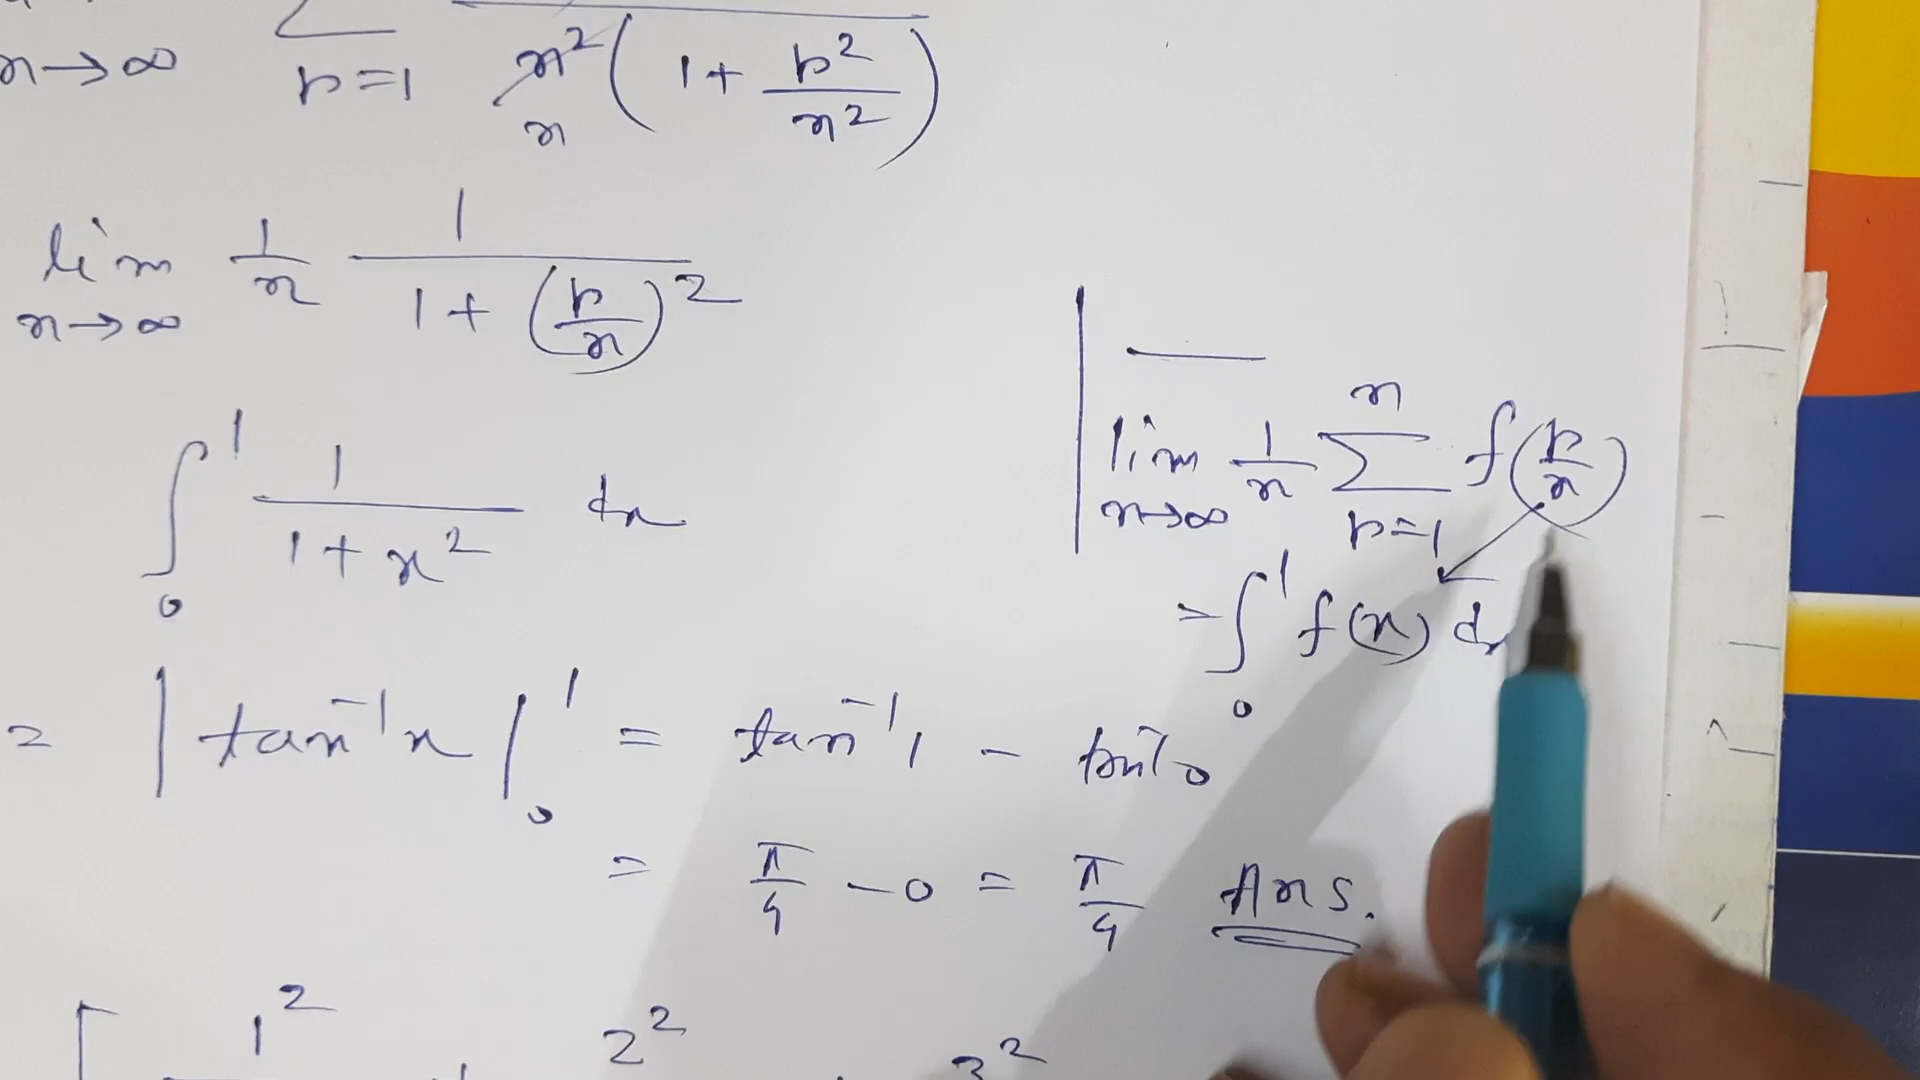 n→∞ ∑ r=1 n² n (1 + r²/n²)
lim n→∞ 1/n 1/(1 + (r/n)²)
∫₀¹ 1/(1 + x²) dx
= | tan⁻¹x |₀¹ = tan⁻¹1 − tan⁻¹0
= π/4 − 0 = π/4 Ans.
lim n→∞ 1/n ∑ r=1 n f(r/n)
= ∫₀¹ f(x) dx
[ 1² 2² 3²